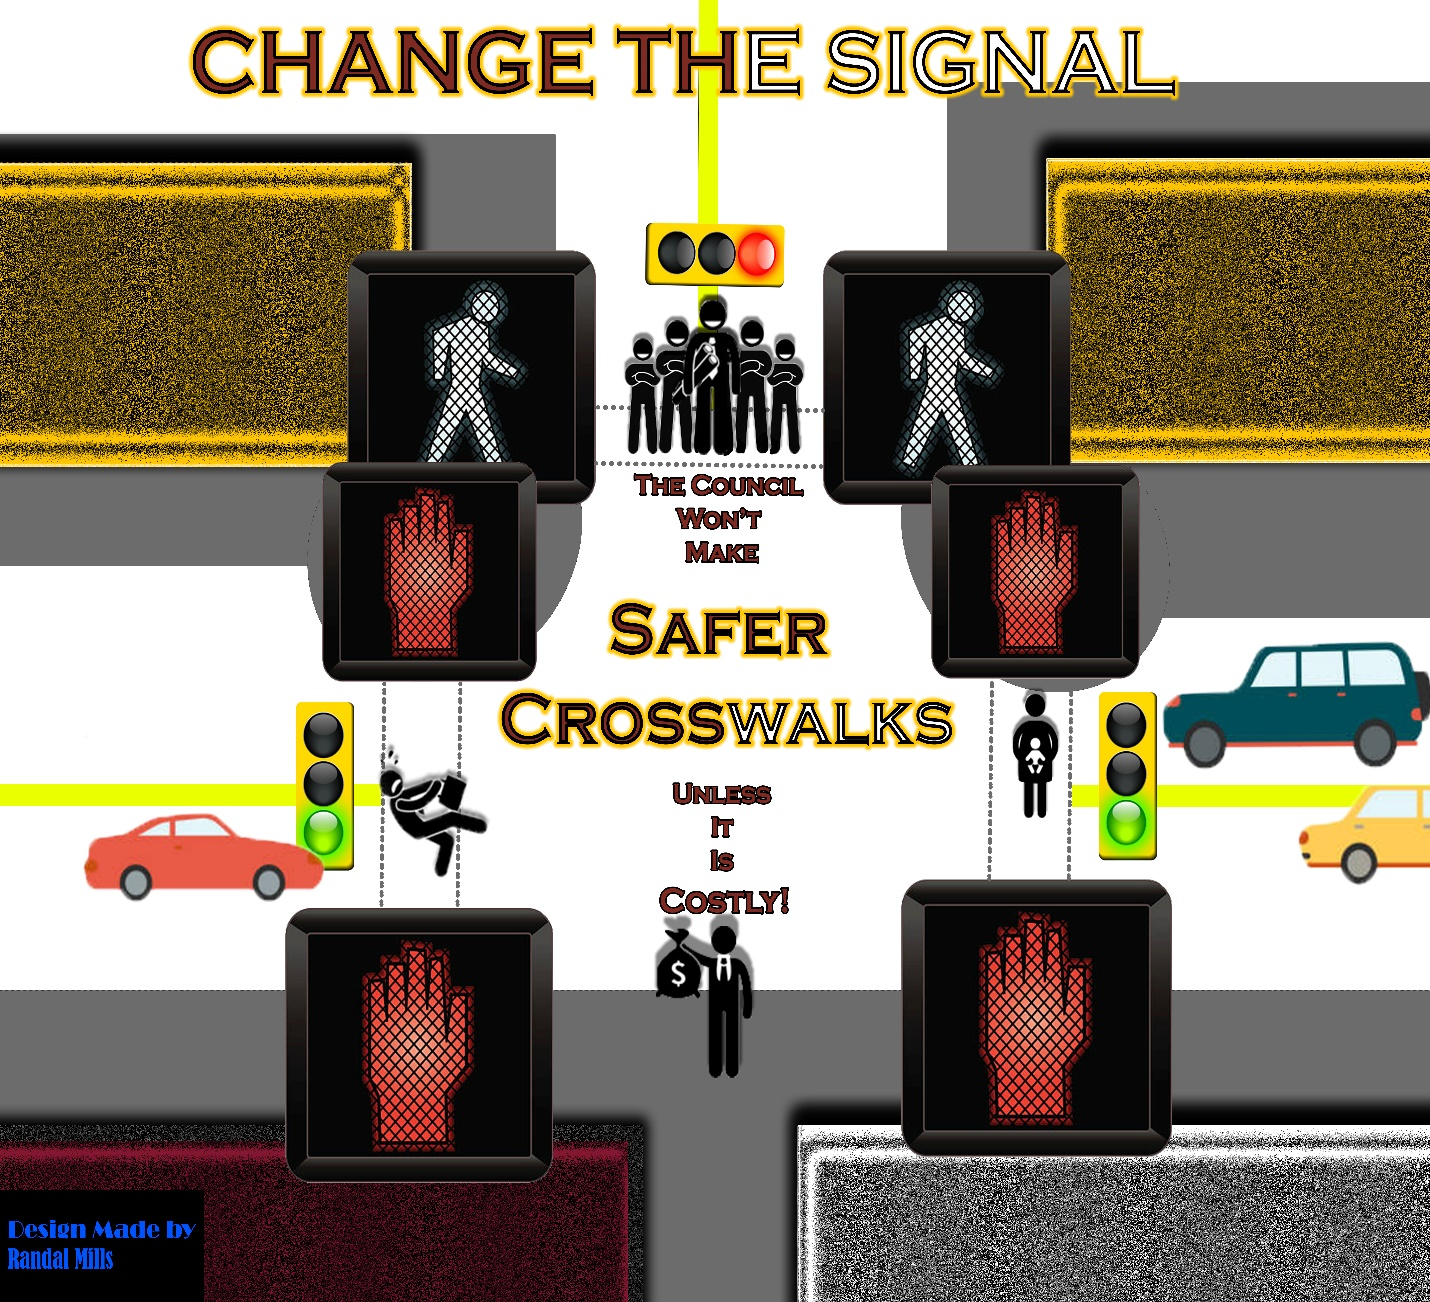 CHANGE THE SIGNAL
The Council
Won't
Make
Safer
Crosswalks
Unless
It
Is
Costly!
$
Design Made by
Randal Mills